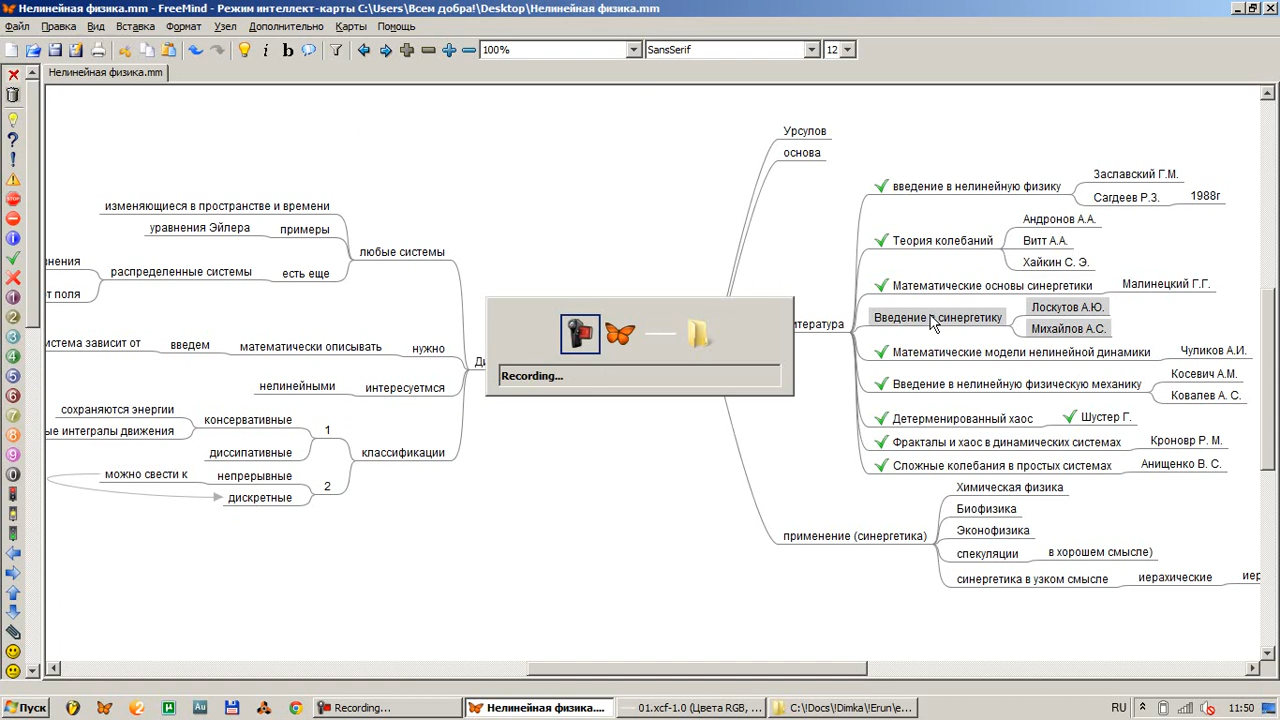 Нелинейная физика.mm - FreeMind - Режим интеллект-карты C:\Users\Всем добра!\Desktop\Нелинейная физика.mm
Файл Правка Вид Вставка Формат Узел Дополнительно Карты Помощь
100% SansSerif 12
Нелинейная физика.mm
Урсулов
основа
введение в нелинейную физику
Заславский Г.М.
Сагдеев Р.З. 1988г
Теория колебаний
Андронов А.А.
Витт А.А.
Хайкин С. Э.
Математические основы синергетики Малинецкий Г.Г.
Введение в синергетику
Лоскутов А.Ю.
Михайлов А.С.
итература
Математические модели нелинейной динамики Чуликов А.И.
Введение в нелинейную физическую механику
Косевич А.М.
Ковалев А. С.
Детерменированный хаос Шустер Г.
Фракталы и хаос в динамических системах Кроновр Р. М.
Сложные колебания в простых системах Анищенко В. С.
применение (синергетика)
Химическая физика
Биофизика
Эконофизика
спекуляции в хорошем смысле)
синергетика в узком смысле иерахические иер
изменяющиеся в пространстве и времени
уравнения Эйлера примеры
любые системы
нения
распределенные системы есть еще
т поля
истема зависит от введем математически описывать нужно
Ди
нелинейными интересуетмся
сохраняются энергии
консервативные 1
ые интегралы движения
диссипативные
классификации
можно свести к непрерывные
2
дискретные
Recording...
Пуск
Recording...
Нелинейная физика....
01.xcf-1.0 (Цвета RGB, ...
C:\Docs\Dimka\!Erun\e...
RU
11:50